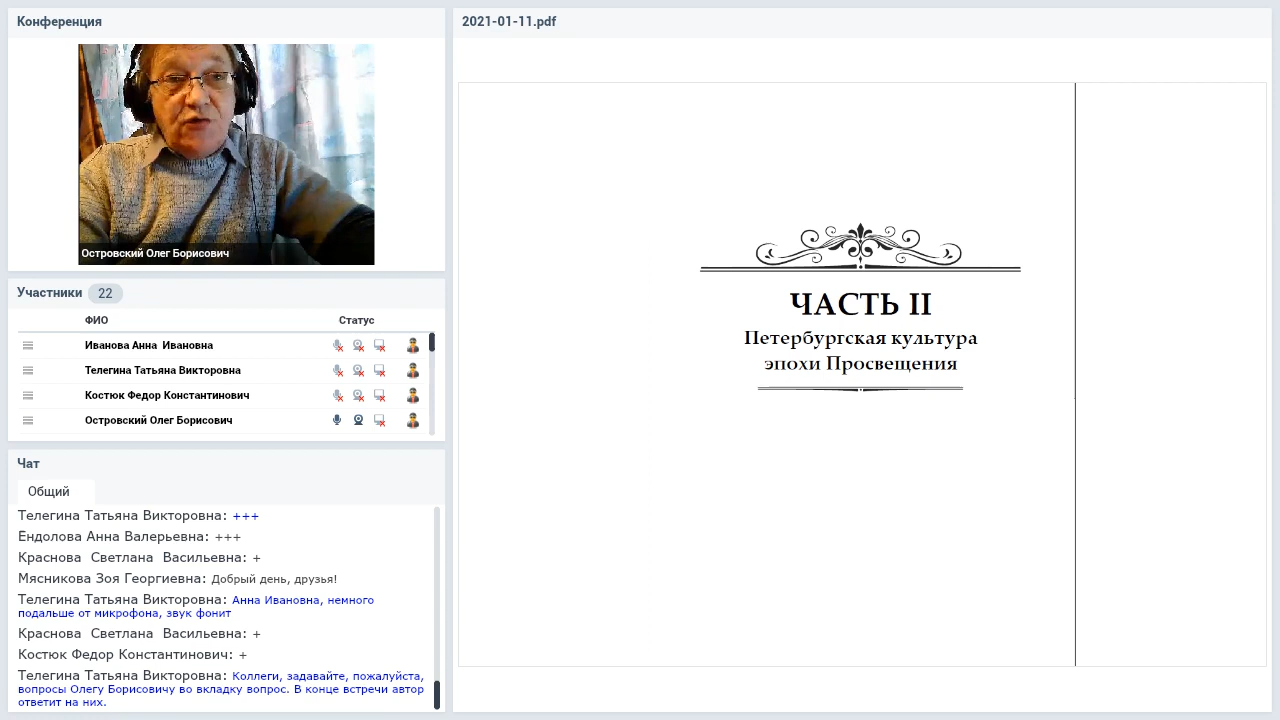 Конференция
Островский Олег Борисович
Участники 22
ФИО Статус
Иванова Анна Ивановна
Телегина Татьяна Викторовна
Костюк Федор Константинович
Островский Олег Борисович
Чат
Общий
Телегина Татьяна Викторовна: +++
Ендолова Анна Валерьевна: +++
Краснова Светлана Васильевна: +
Мясникова Зоя Георгиевна: Добрый день, друзья!
Телегина Татьяна Викторовна: Анна Ивановна, немного
подальше от микрофона, звук фонит
Краснова Светлана Васильевна: +
Костюк Федор Константинович: +
Телегина Татьяна Викторовна: Коллеги, задавайте, пожалуйста,
вопросы Олегу Борисовичу во вкладку вопрос. В конце встречи автор
ответит на них.
2021-01-11.pdf
ЧАСТЬ II
Петербургская культура
эпохи Просвещения